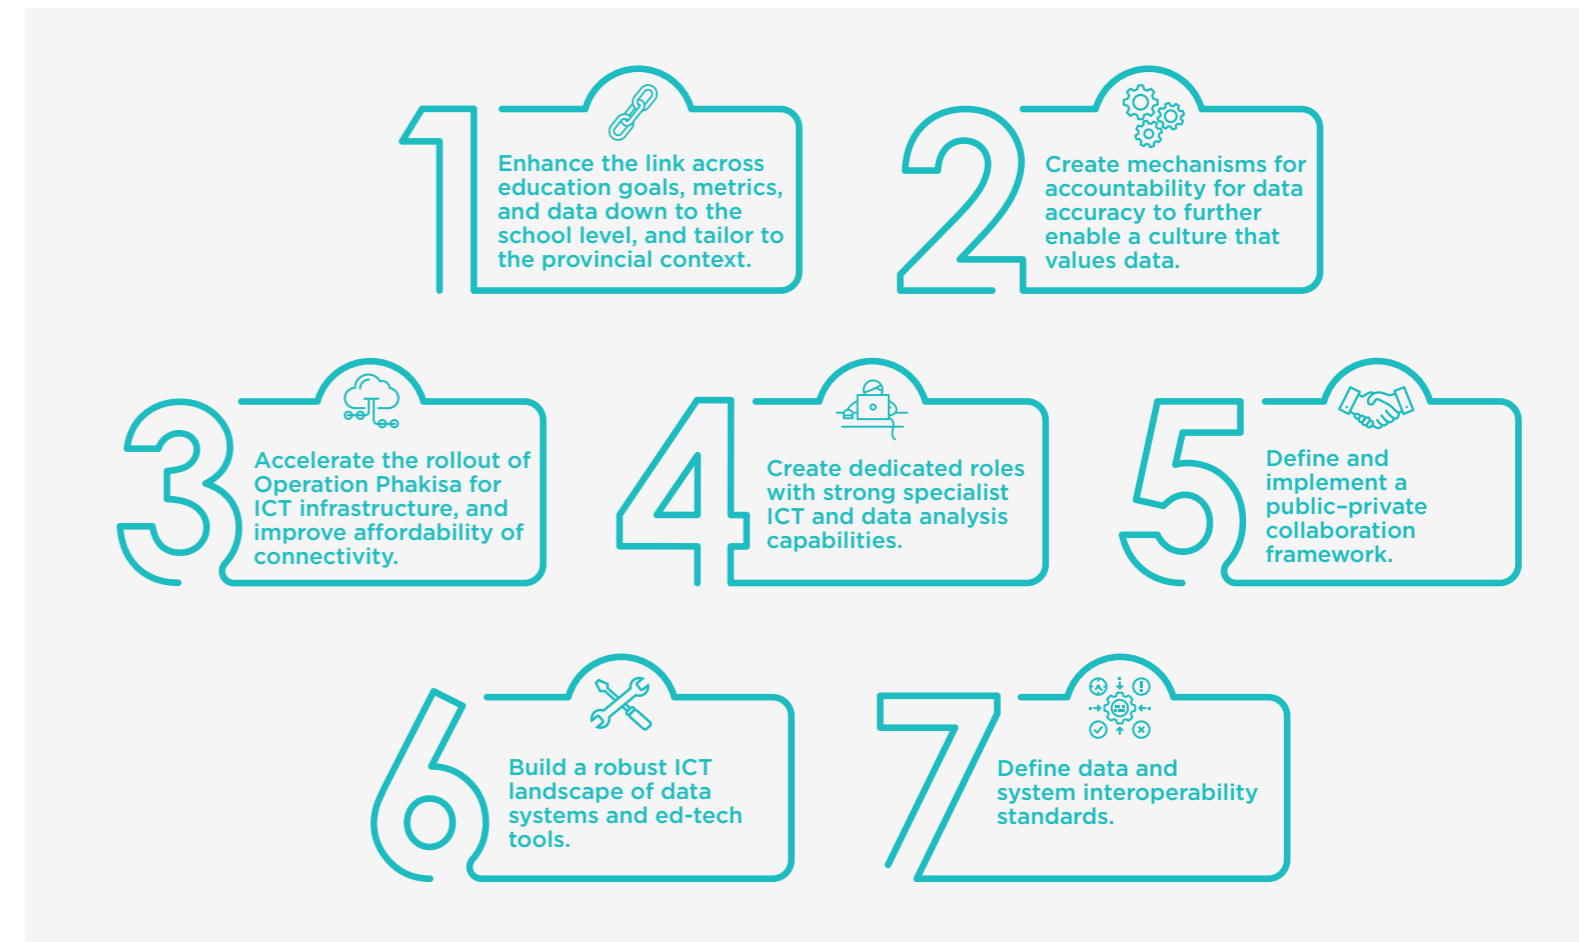 1
Enhance the link across
education goals, metrics,
and data down to the
school level, and tailor to
the provincial context.
2
Create mechanisms for
accountability for data
accuracy to further
enable a culture that
values data.
3
Accelerate the rollout of
Operation Phakisa for
ICT infrastructure, and
improve affordability of
connectivity.
4
Create dedicated roles
with strong specialist
ICT and data analysis
capabilities.
5
Define and
implement a
public–private
collaboration
framework.
6
Build a robust ICT
landscape of data
systems and ed-tech
tools.
7
Define data and
system interoperability
standards.